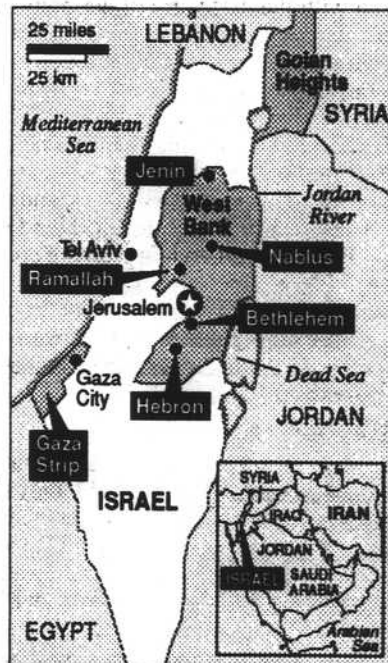 25 miles
25 km
LEBANON
Golan
Heights
SYRIA
Mediterranean
Sea
Jenin
Jordan
River
West
Bank
Tel Aviv
Nablus
Ramallah
Jerusalem
Bethlehem
Gaza
City
Hebron
Dead Sea
Gaza
Strip
JORDAN
ISRAEL
EGYPT
SYRIA
IRAQ
IRAN
JORDAN
ISRAEL
SAUDI
ARABIA
Arabian
Sea